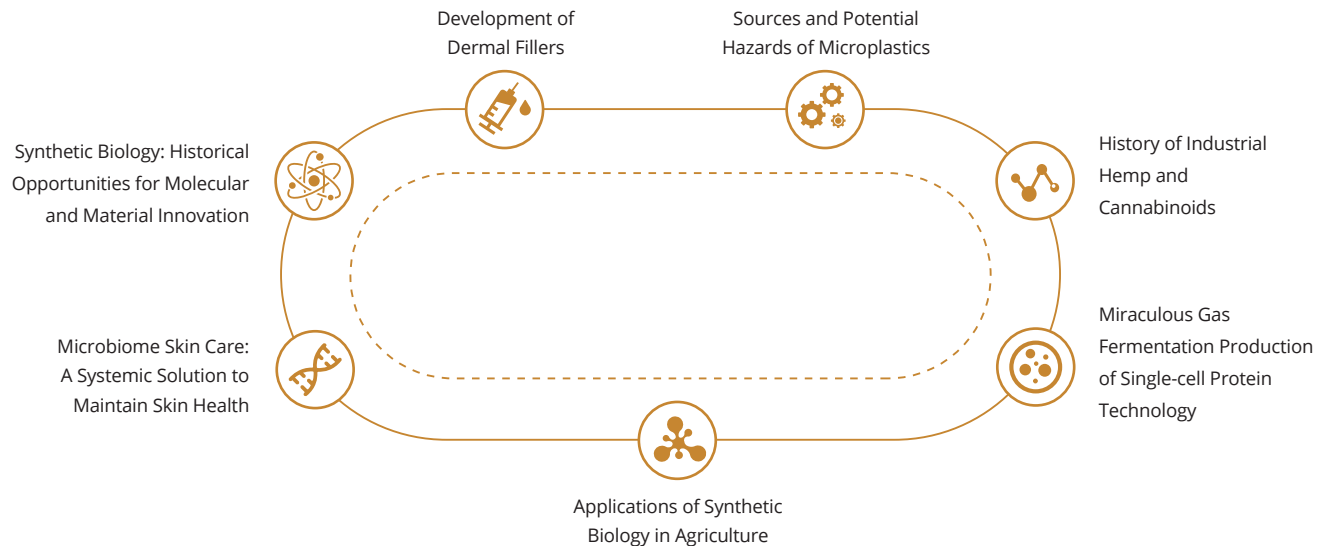 Development of
Dermal Fillers
Sources and Potential
Hazards of Microplastics
Synthetic Biology: Historical
Opportunities for Molecular
and Material Innovation
History of Industrial
Hemp and
Cannabinoids
Microbiome Skin Care:
A Systemic Solution to
Maintain Skin Health
Miraculous Gas
Fermentation Production
of Single-cell Protein
Technology
Applications of Synthetic
Biology in Agriculture